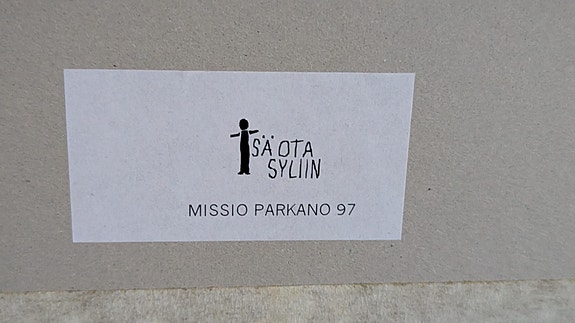 ISÄ OTA
SYLIIN
MISSIO PARKANO 97